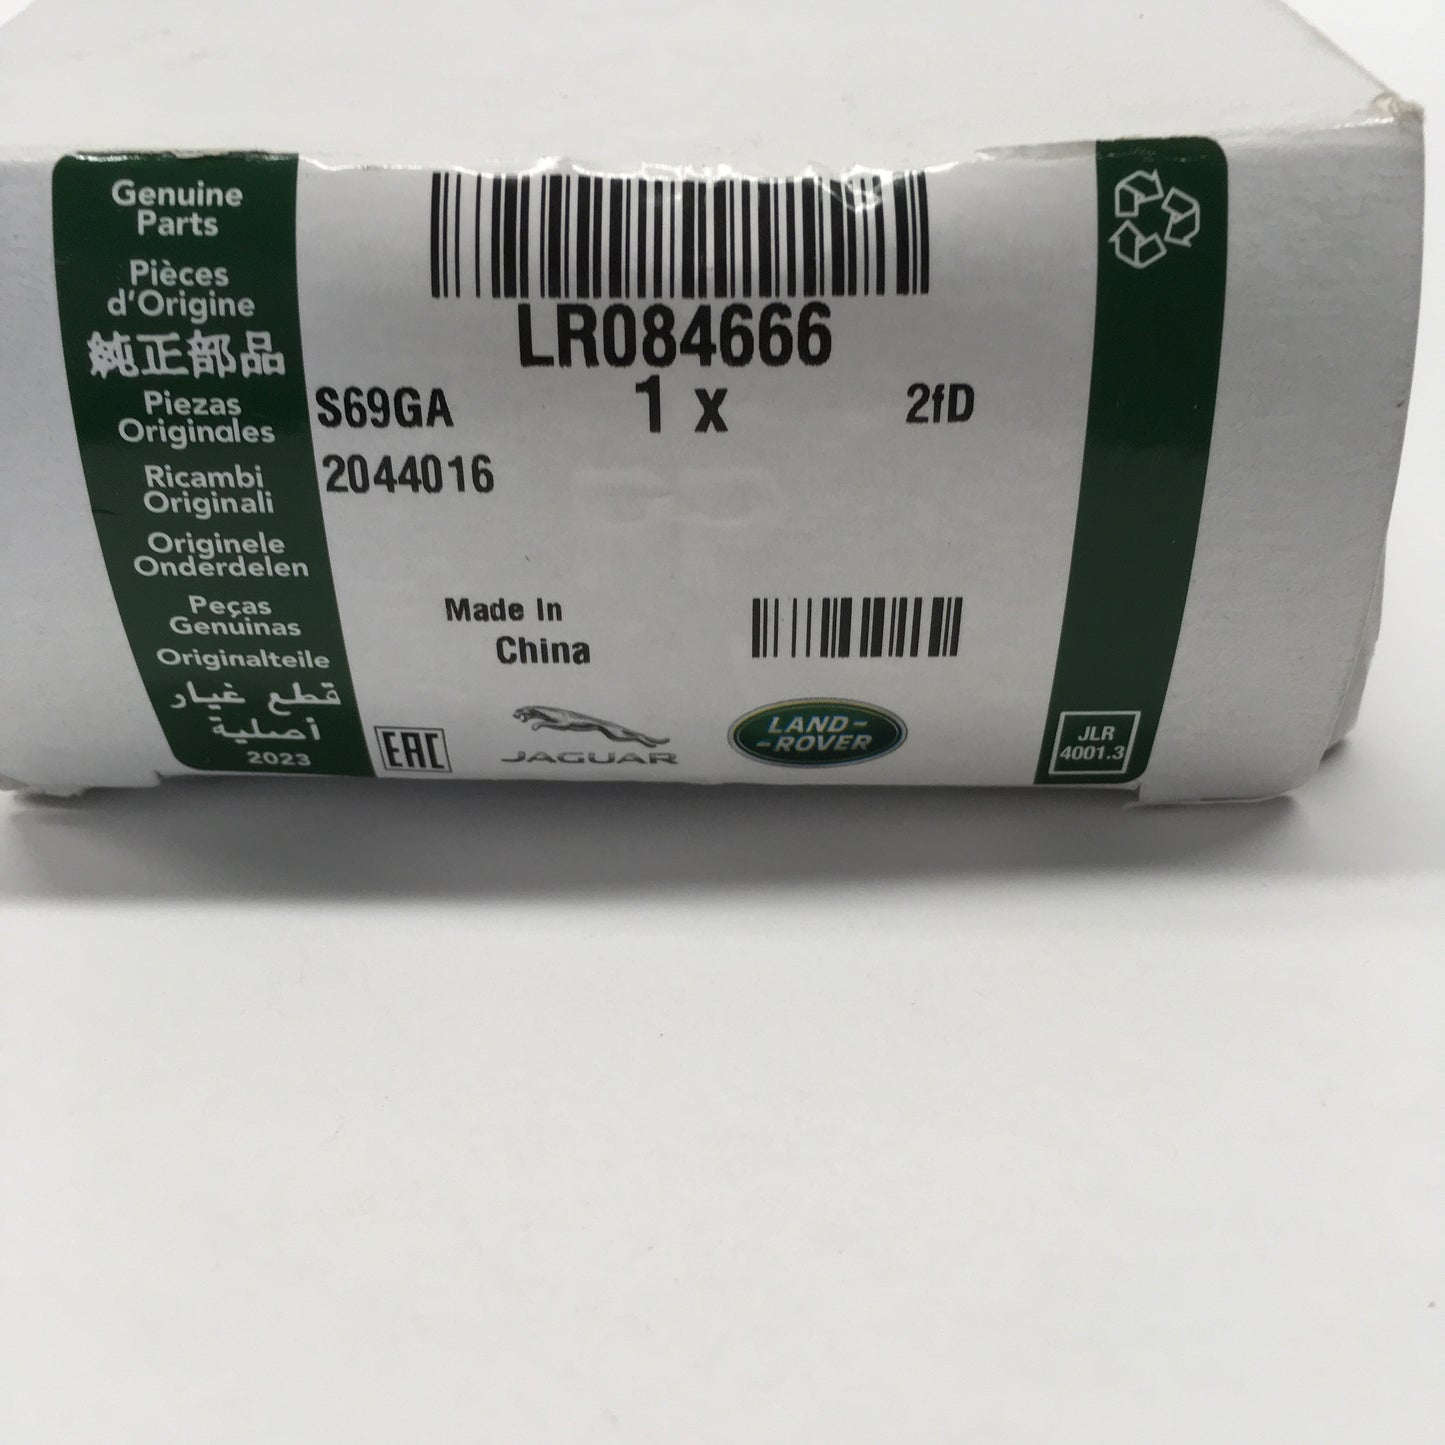 Genuine
Parts
Pièces
d'Origine
純正部品
Piezas
Originales
Ricambi
Originali
Originele
Onderdelen
Peças
Genuinas
Originalteile
قطع غيار
أصلية
2023
LR084666
S69GA 1 x 2fD
2044016
Made In
China
EAC
JAGUAR
LAND-
-ROVER
JLR
4001.3